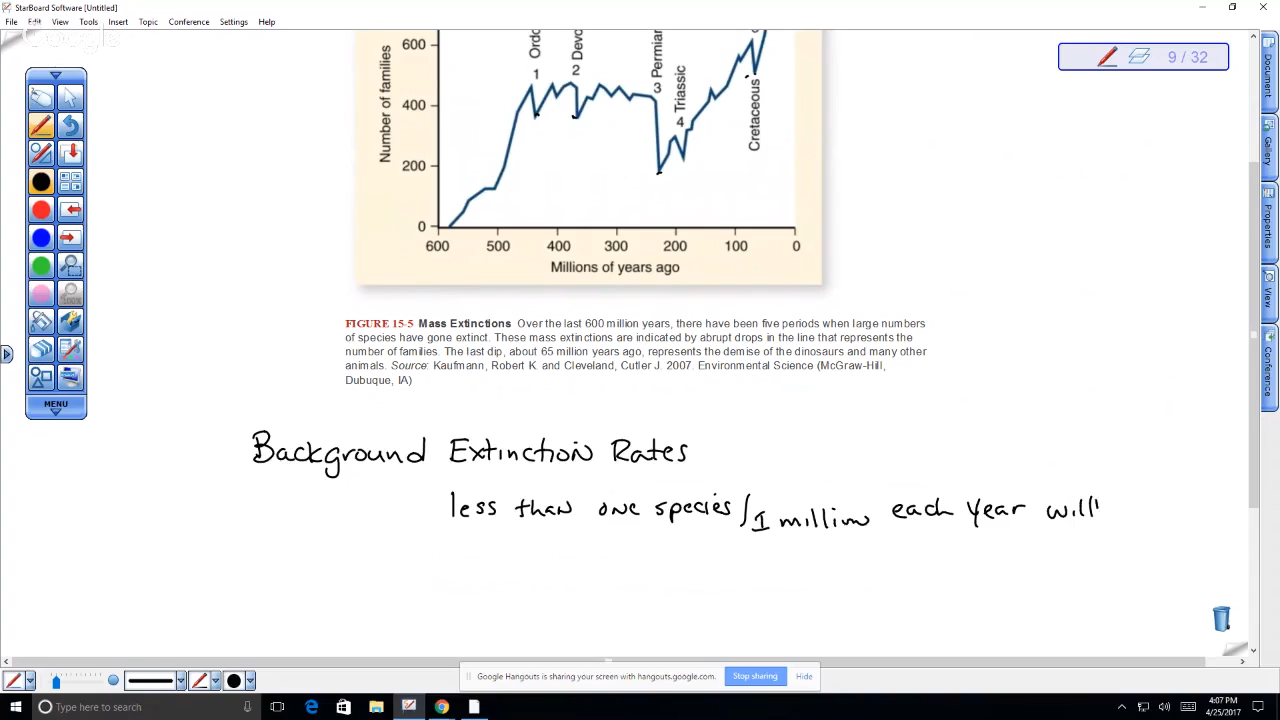 StarBoard Software [Untitled]
File Edit View Tools Insert Topic Conference Settings Help
Google
9 / 32
Document
Gallery
Properties
View
Conference
MENU
Number of families
600
400
200
0
1
2
3 Permian
4 Triassic
Cretaceous
600 500 400 300 200 100 0
Millions of years ago
FIGURE 15-5 Mass Extinctions Over the last 600 million years, there have been five periods when large numbers
of species have gone extinct. These mass extinctions are indicated by abrupt drops in the line that represents the
number of families. The last dip, about 65 million years ago, represents the demise of the dinosaurs and many other
animals. Source: Kaufmann, Robert K. and Cleveland, Cutler J. 2007. Environmental Science (McGraw-Hill,
Dubuque, IA)
Background Extinction Rates
less than one species/1 million each year will
Google Hangouts is sharing your screen with hangouts.google.com. Stop sharing Hide
Type here to search
4:07 PM
4/25/2017